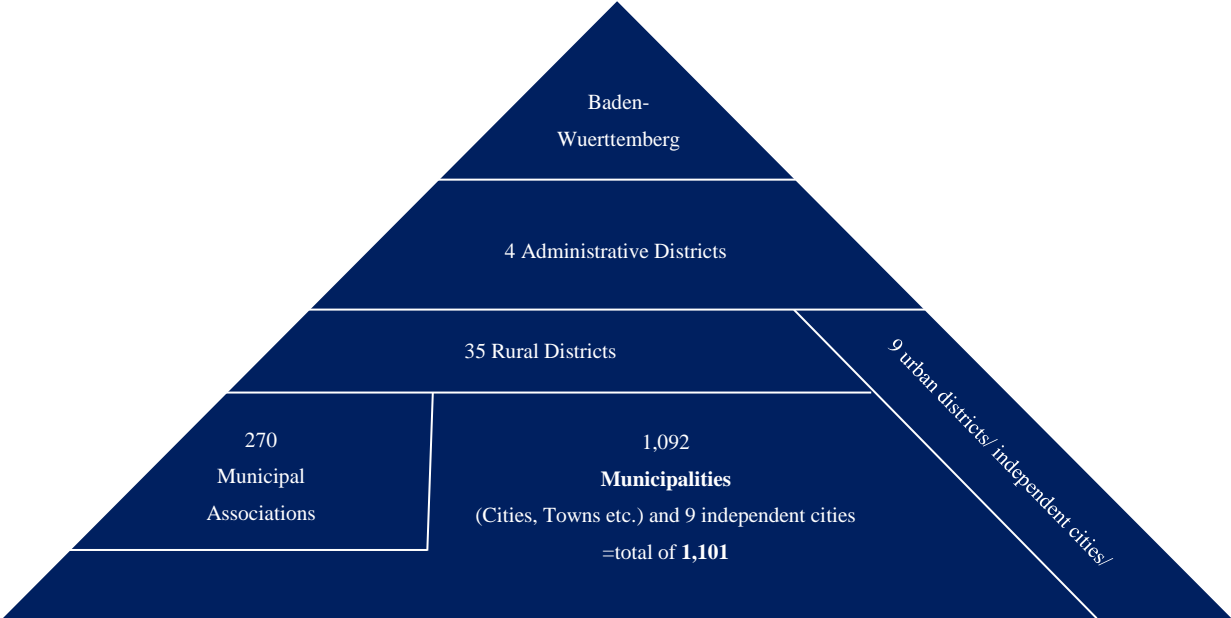 Baden-
Wuerttemberg
4 Administrative Districts
35 Rural Districts
9 urban districts/ independent cities/
270
Municipal
Associations
1,092
Municipalities
(Cities, Towns etc.) and 9 independent cities
=total of 1,101